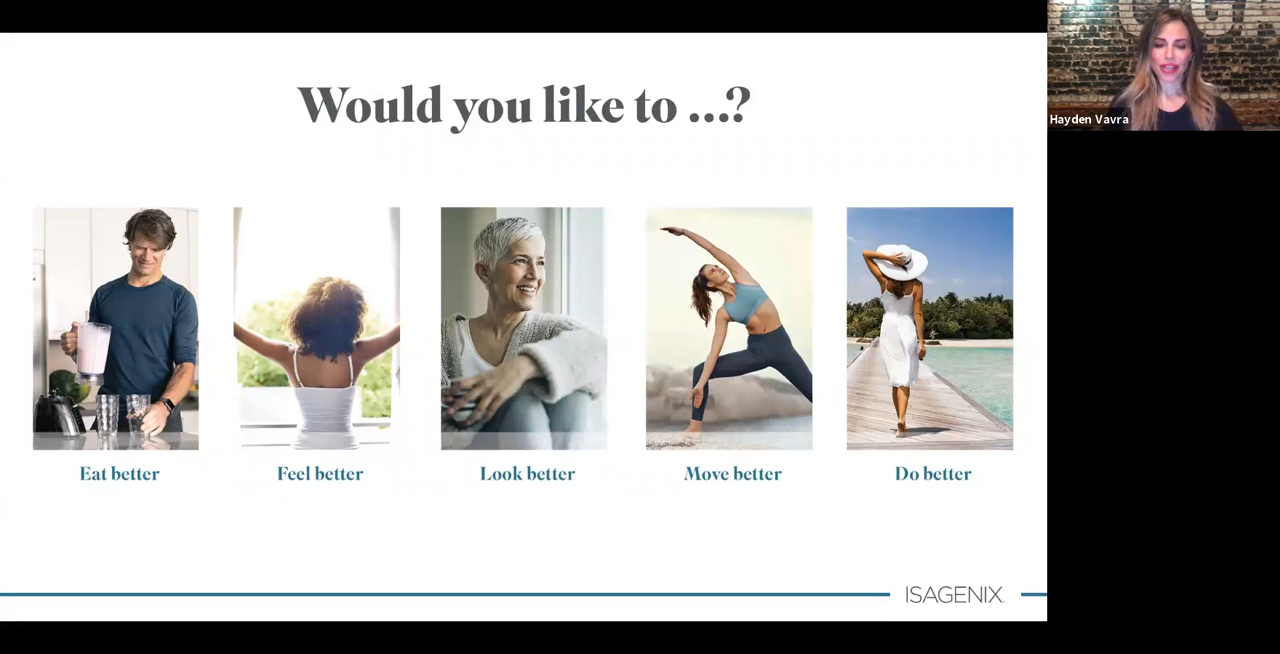 Would you like to ...?
Hayden Vavra
Eat better
Feel better
Look better
Move better
Do better
ISAGENIX.